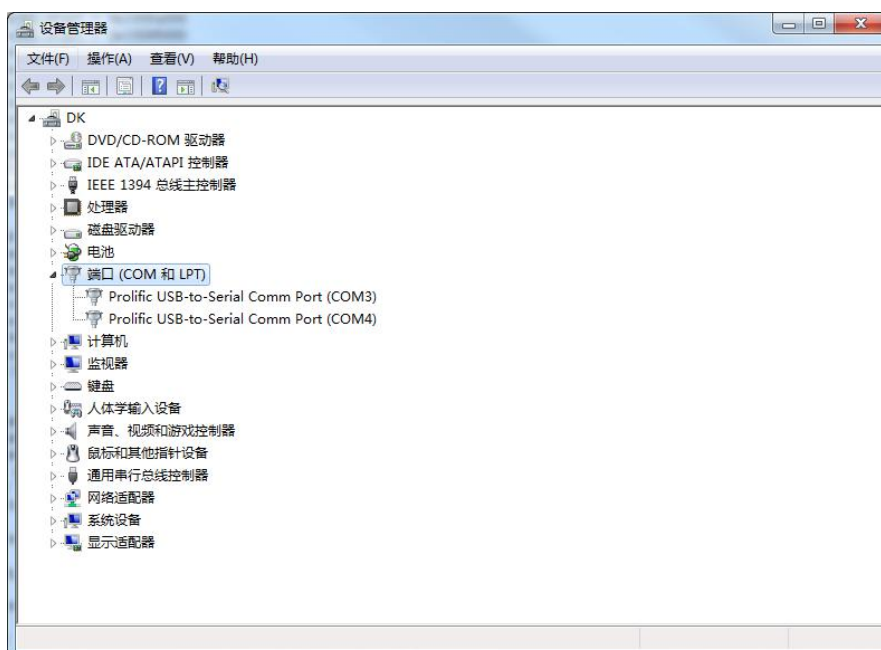 设备管理器
文件(F) 操作(A) 查看(V) 帮助(H)
DK
DVD/CD-ROM 驱动器
IDE ATA/ATAPI 控制器
IEEE 1394 总线主控制器
处理器
磁盘驱动器
电池
端口 (COM 和 LPT)
Prolific USB-to-Serial Comm Port (COM3)
Prolific USB-to-Serial Comm Port (COM4)
计算机
监视器
键盘
人体学输入设备
声音、视频和游戏控制器
鼠标和其他指针设备
通用串行总线控制器
网络适配器
系统设备
显示适配器